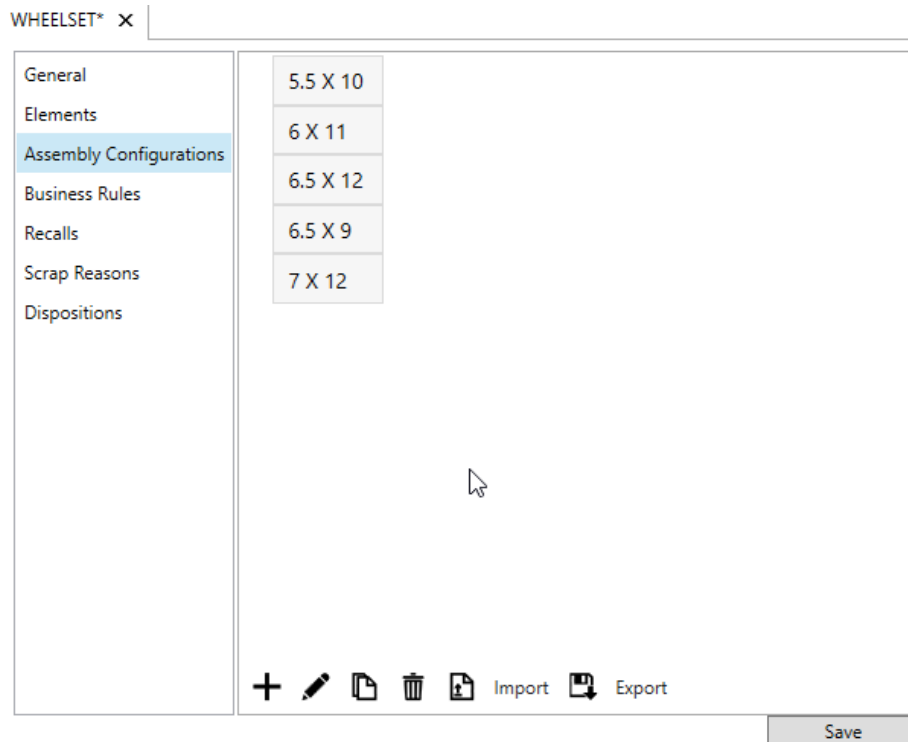 WHEELSET*
General
Elements
Assembly Configurations
Business Rules
Recalls
Scrap Reasons
Dispositions
5.5 X 10
6 X 11
6.5 X 12
6.5 X 9
7 X 12
Import Export
Save